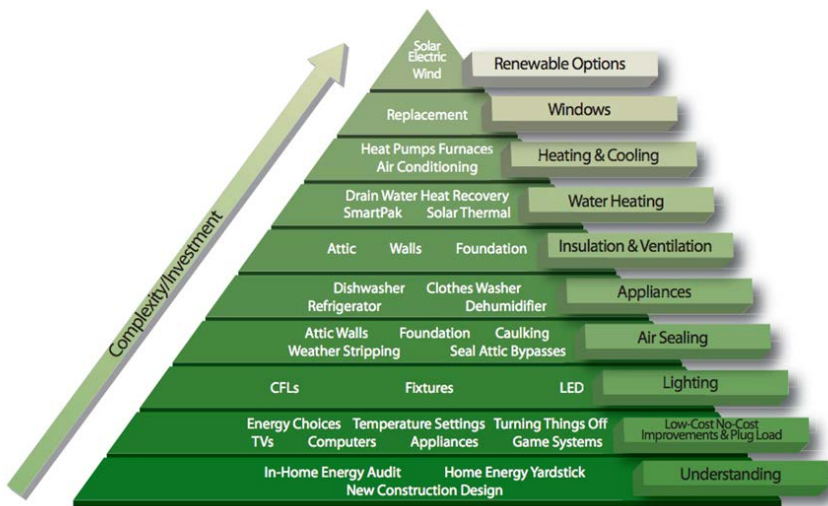 Solar
Electric
Wind
Renewable Options
Replacement
Windows
Heat Pumps Furnaces
Air Conditioning
Heating & Cooling
Drain Water Heat Recovery
SmartPak Solar Thermal
Water Heating
Attic Walls Foundation
Insulation & Ventilation
Dishwasher Clothes Washer
Refrigerator Dehumidifier
Appliances
Attic Walls Foundation Caulking
Weather Stripping Seal Attic Bypasses
Air Sealing
CFLs Fixtures LED
Lighting
Energy Choices Temperature Settings Turning Things Off
TVs Computers Appliances Game Systems
Low-Cost No-Cost
Improvements & Plug Load
In-Home Energy Audit Home Energy Yardstick
New Construction Design
Understanding
Complexity/Investment